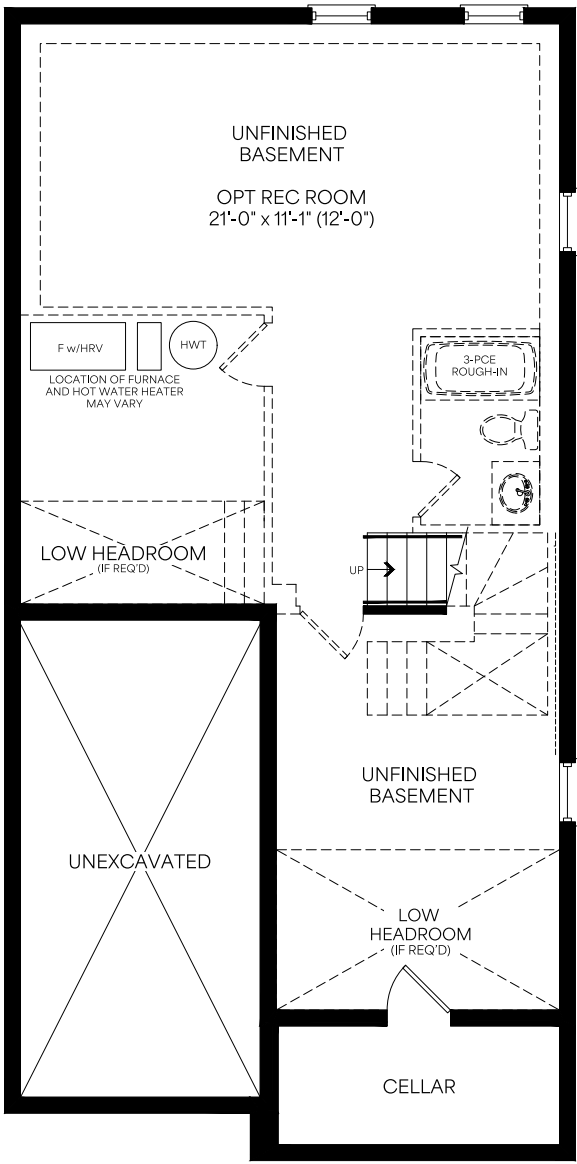 UNFINISHED
BASEMENT
OPT REC ROOM
21'-0" x 11'-1" (12'-0")
F w/HRV
HWT
LOCATION OF FURNACE
AND HOT WATER HEATER
MAY VARY
3-PCE
ROUGH-IN
LOW HEADROOM
(IF REQ'D)
UP
UNFINISHED
BASEMENT
UNEXCAVATED
LOW
HEADROOM
(IF REQ'D)
CELLAR